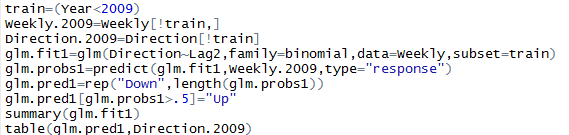 train=(Year<2009)
Weekly.2009=Weekly[!train,]
Direction.2009=Direction[!train]
glm.fit1=glm(Direction~Lag2,family=binomial,data=Weekly,subset=train)
glm.probs1=predict(glm.fit1,Weekly.2009,type="response")
glm.pred1=rep("Down",length(glm.probs1))
glm.pred1[glm.probs1>.5]="Up"
summary(glm.fit1)
table(glm.pred1,Direction.2009)